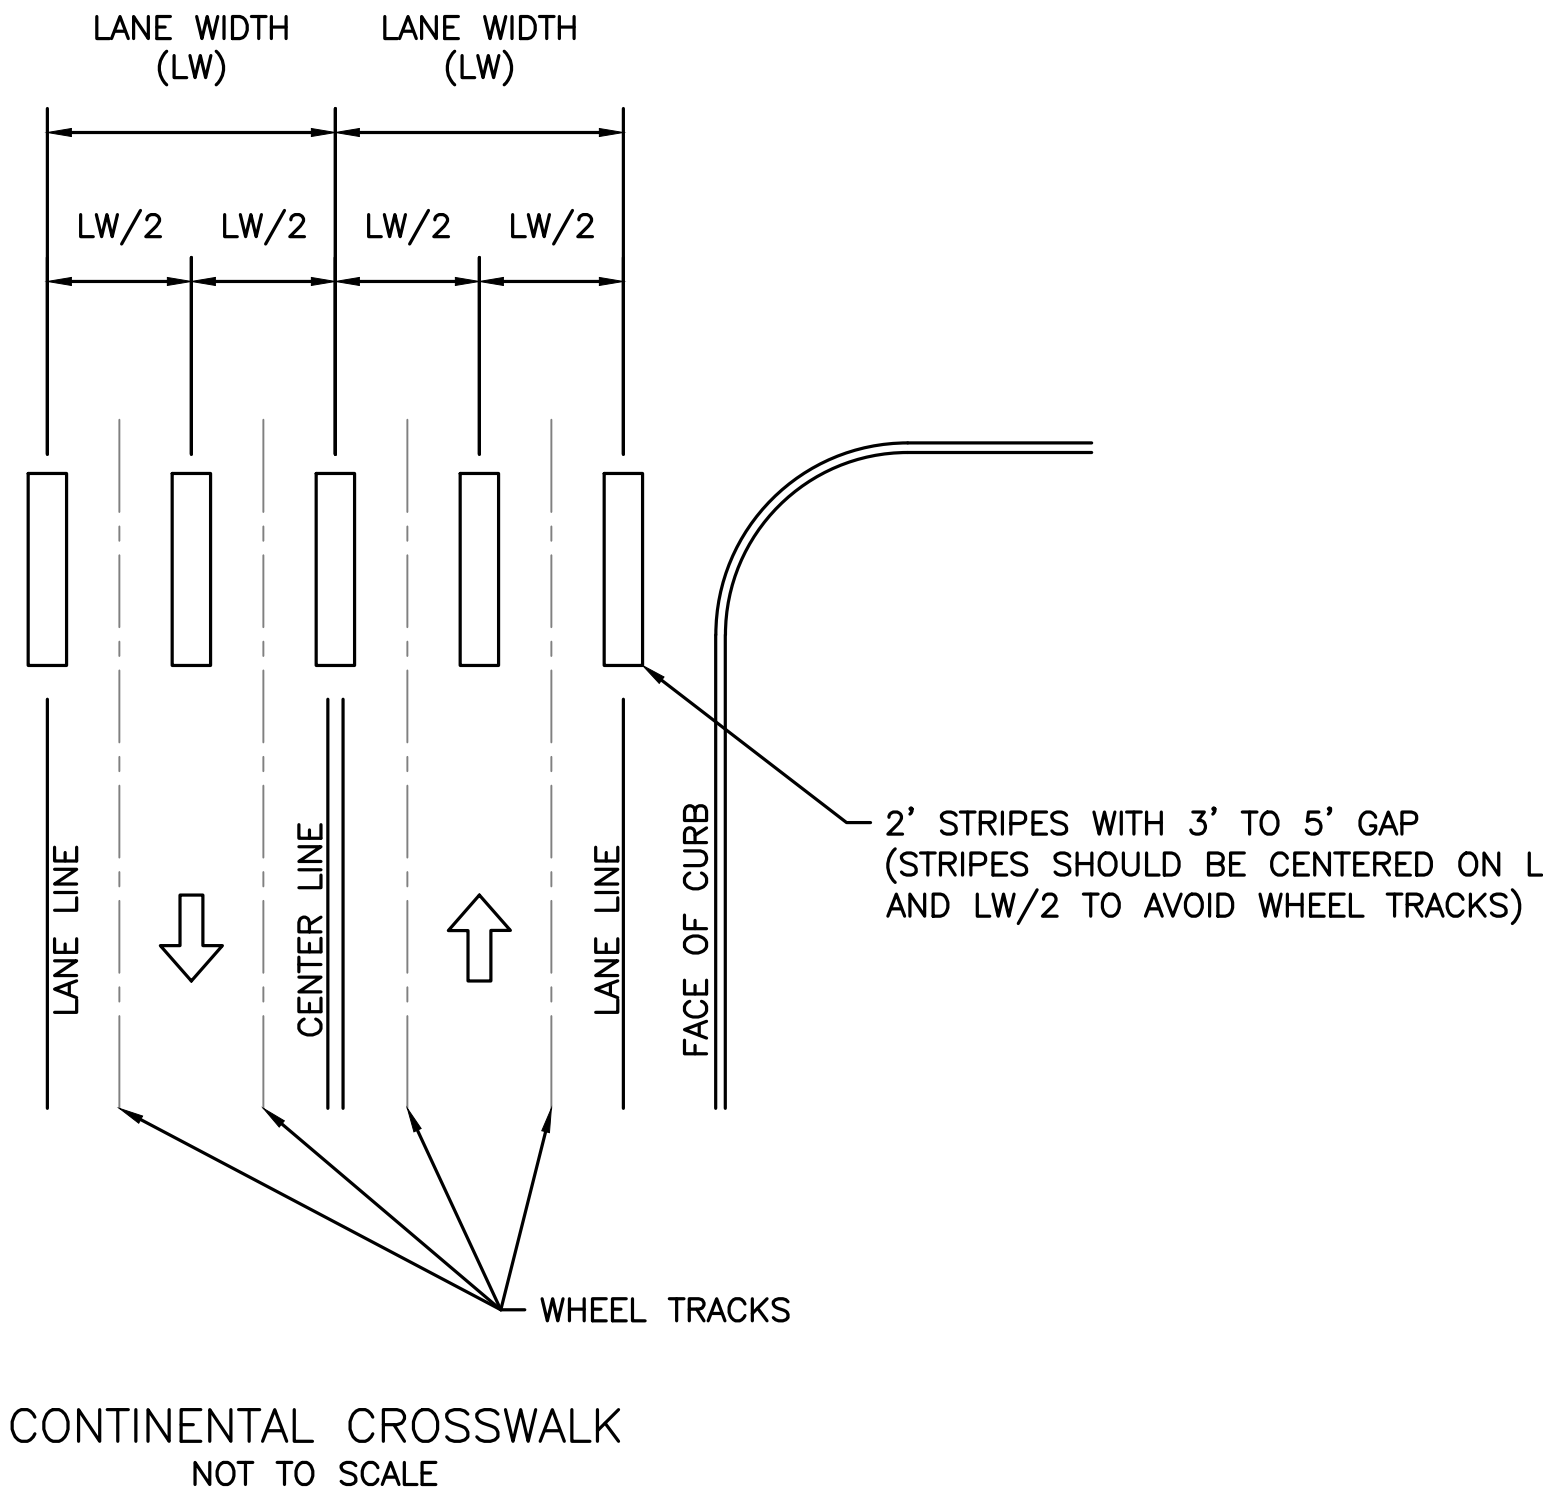 LANE WIDTH
(LW)
LANE WIDTH
(LW)
LW/2
LW/2
LW/2
LW/2
LANE LINE
CENTER LINE
LANE LINE
FACE OF CURB
2' STRIPES WITH 3' TO 5' GAP
(STRIPES SHOULD BE CENTERED ON L
AND LW/2 TO AVOID WHEEL TRACKS)
WHEEL TRACKS
CONTINENTAL CROSSWALK
NOT TO SCALE